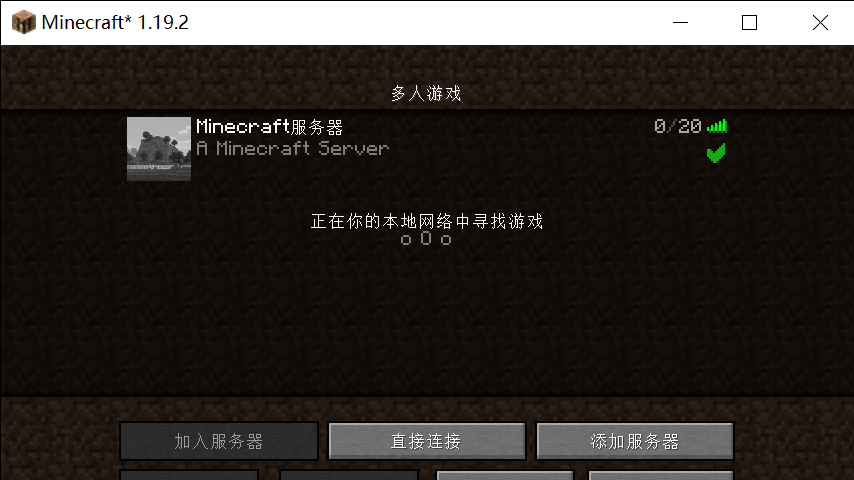 Minecraft* 1.19.2
多人游戏
Minecraft服务器 0/20
A Minecraft Server
正在你的本地网络中寻找游戏
o O o
加入服务器 直接连接 添加服务器